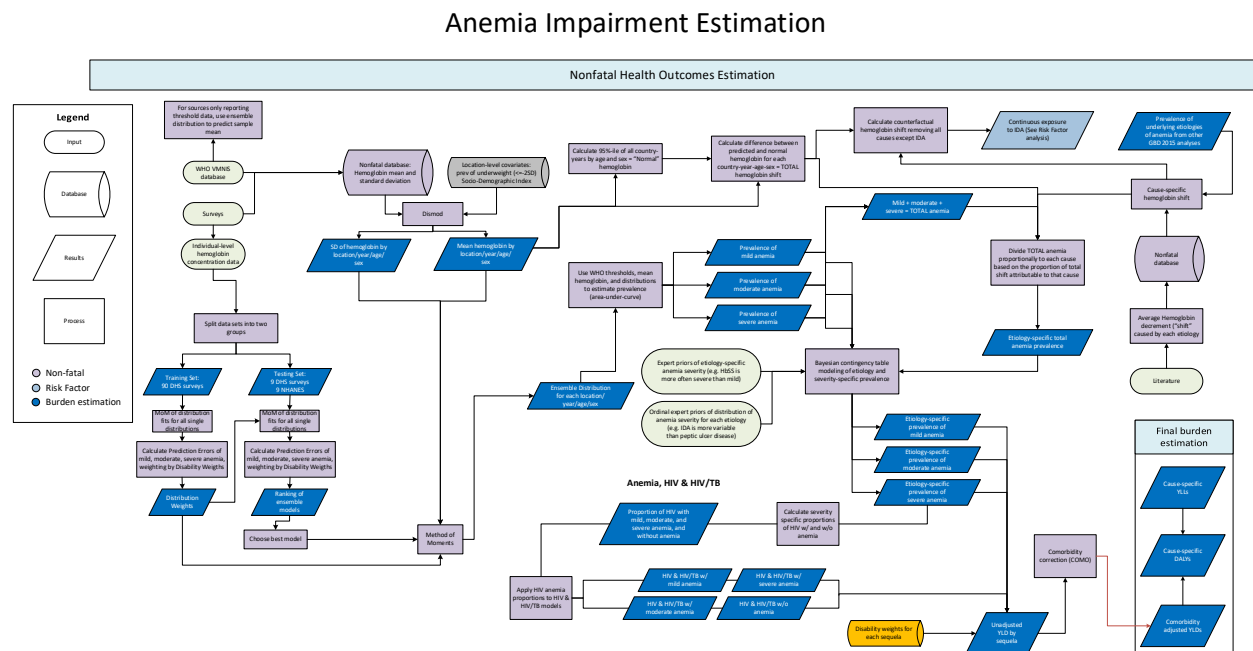 Anemia Impairment Estimation
Nonfatal Health Outcomes Estimation
Legend
Input
Database
Results
Process
Non-fatal
Risk Factor
Burden estimation
For sources only reporting
threshold data, use ensemble
distribution to predict sample
mean
WHO VMNIS
database
Surveys
Individual-level
hemoglobin
concentration data
Split data sets into two
groups
Training Set:
90 DHS surveys
Testing Set:
9 DHS surveys
9 NHANES
MoM of distribution
fits for all single
distributions
MoM of distribution
fits for all single
distributions
Calculate Prediction Errors of
mild, moderate, severe anemia,
weighting by Disability Weigths
Calculate Prediction Errors of
mild, moderate, severe anemia,
weighting by Disability Weigths
Distribution
Weights
Ranking of
ensemble
models
Choose best model
Nonfatal database:
Hemoglobin mean and
standard deviation
Location-level covariates:
prev of underweight (<=-2SD)
Socio-Demographic Index
Dismod
SD of hemoglobin by
location/year/age/
sex
Mean hemoglobin by
location/year/age/
sex
Method of
Moments
Ensemble Distribution
for each location/
year/age/sex
Calculate 95%-ile of all country-
years by age and sex = "Normal"
hemoglobin
Calculate difference between
predicted and normal
hemoglobin for each
country-year-age-sex = TOTAL
hemoglobin shift
Use WHO thresholds, mean
hemoglobin, and distributions
to estimate prevalence
(area-under-curve)
Prevalence of
mild anemia
Prevalence of
moderate anemia
Prevalence of
severe anemia
Calculate counterfactual
hemoglobin shift removing all
causes except IDA
Continuous exposure
to IDA (See Risk Factor
analysis)
Prevalence of
underlying etiologies of
anemia from other
GBD 2015 analyses
Mild + moderate +
severe = TOTAL anemia
Cause-specific
hemoglobin shift
Divide TOTAL anemia
proportionally to each cause
based on the proportion of total
shift attributable to that cause
Nonfatal
database
Average Hemoglobin
decrement ("shift"
caused by each etiology
Literature
Etiology-specific total
anemia prevalence
Expert priors of etiology-specific
anemia severity (e.g. HbSS is
more often severe than mild)
Ordinal expert priors of distribution of
anemia severity for each etiology
(e.g. IDA is more variable
than peptic ulcer disease)
Bayesian contingency table
modeling of etiology and
severity-specific prevalence
Etiology-specific
prevalence of
mild anemia
Etiology-specific
prevalence of
moderate anemia
Etiology-specific
prevalence of
severe anemia
Anemia, HIV & HIV/TB
Proportion of HIV with
mild, moderate, and
severe anemia, and
without anemia
Calculate severity
specific proportions
of HIV w/ and w/o
anemia
Apply HIV anemia
proportions to HIV &
HIV/TB models
HIV & HIV/TB w/
mild anemia
HIV & HIV/TB w/
severe anemia
HIV & HIV/TB w/
moderate anemia
HIV & HIV/TB w/o
anemia
Disability weights for
each sequela
Unadjusted
YLD by
sequela
Comorbidity
correction (COMO)
Final burden
estimation
Cause-specific
YLLs
Cause-specific
DALYs
Comorbidity
adjusted YLDs